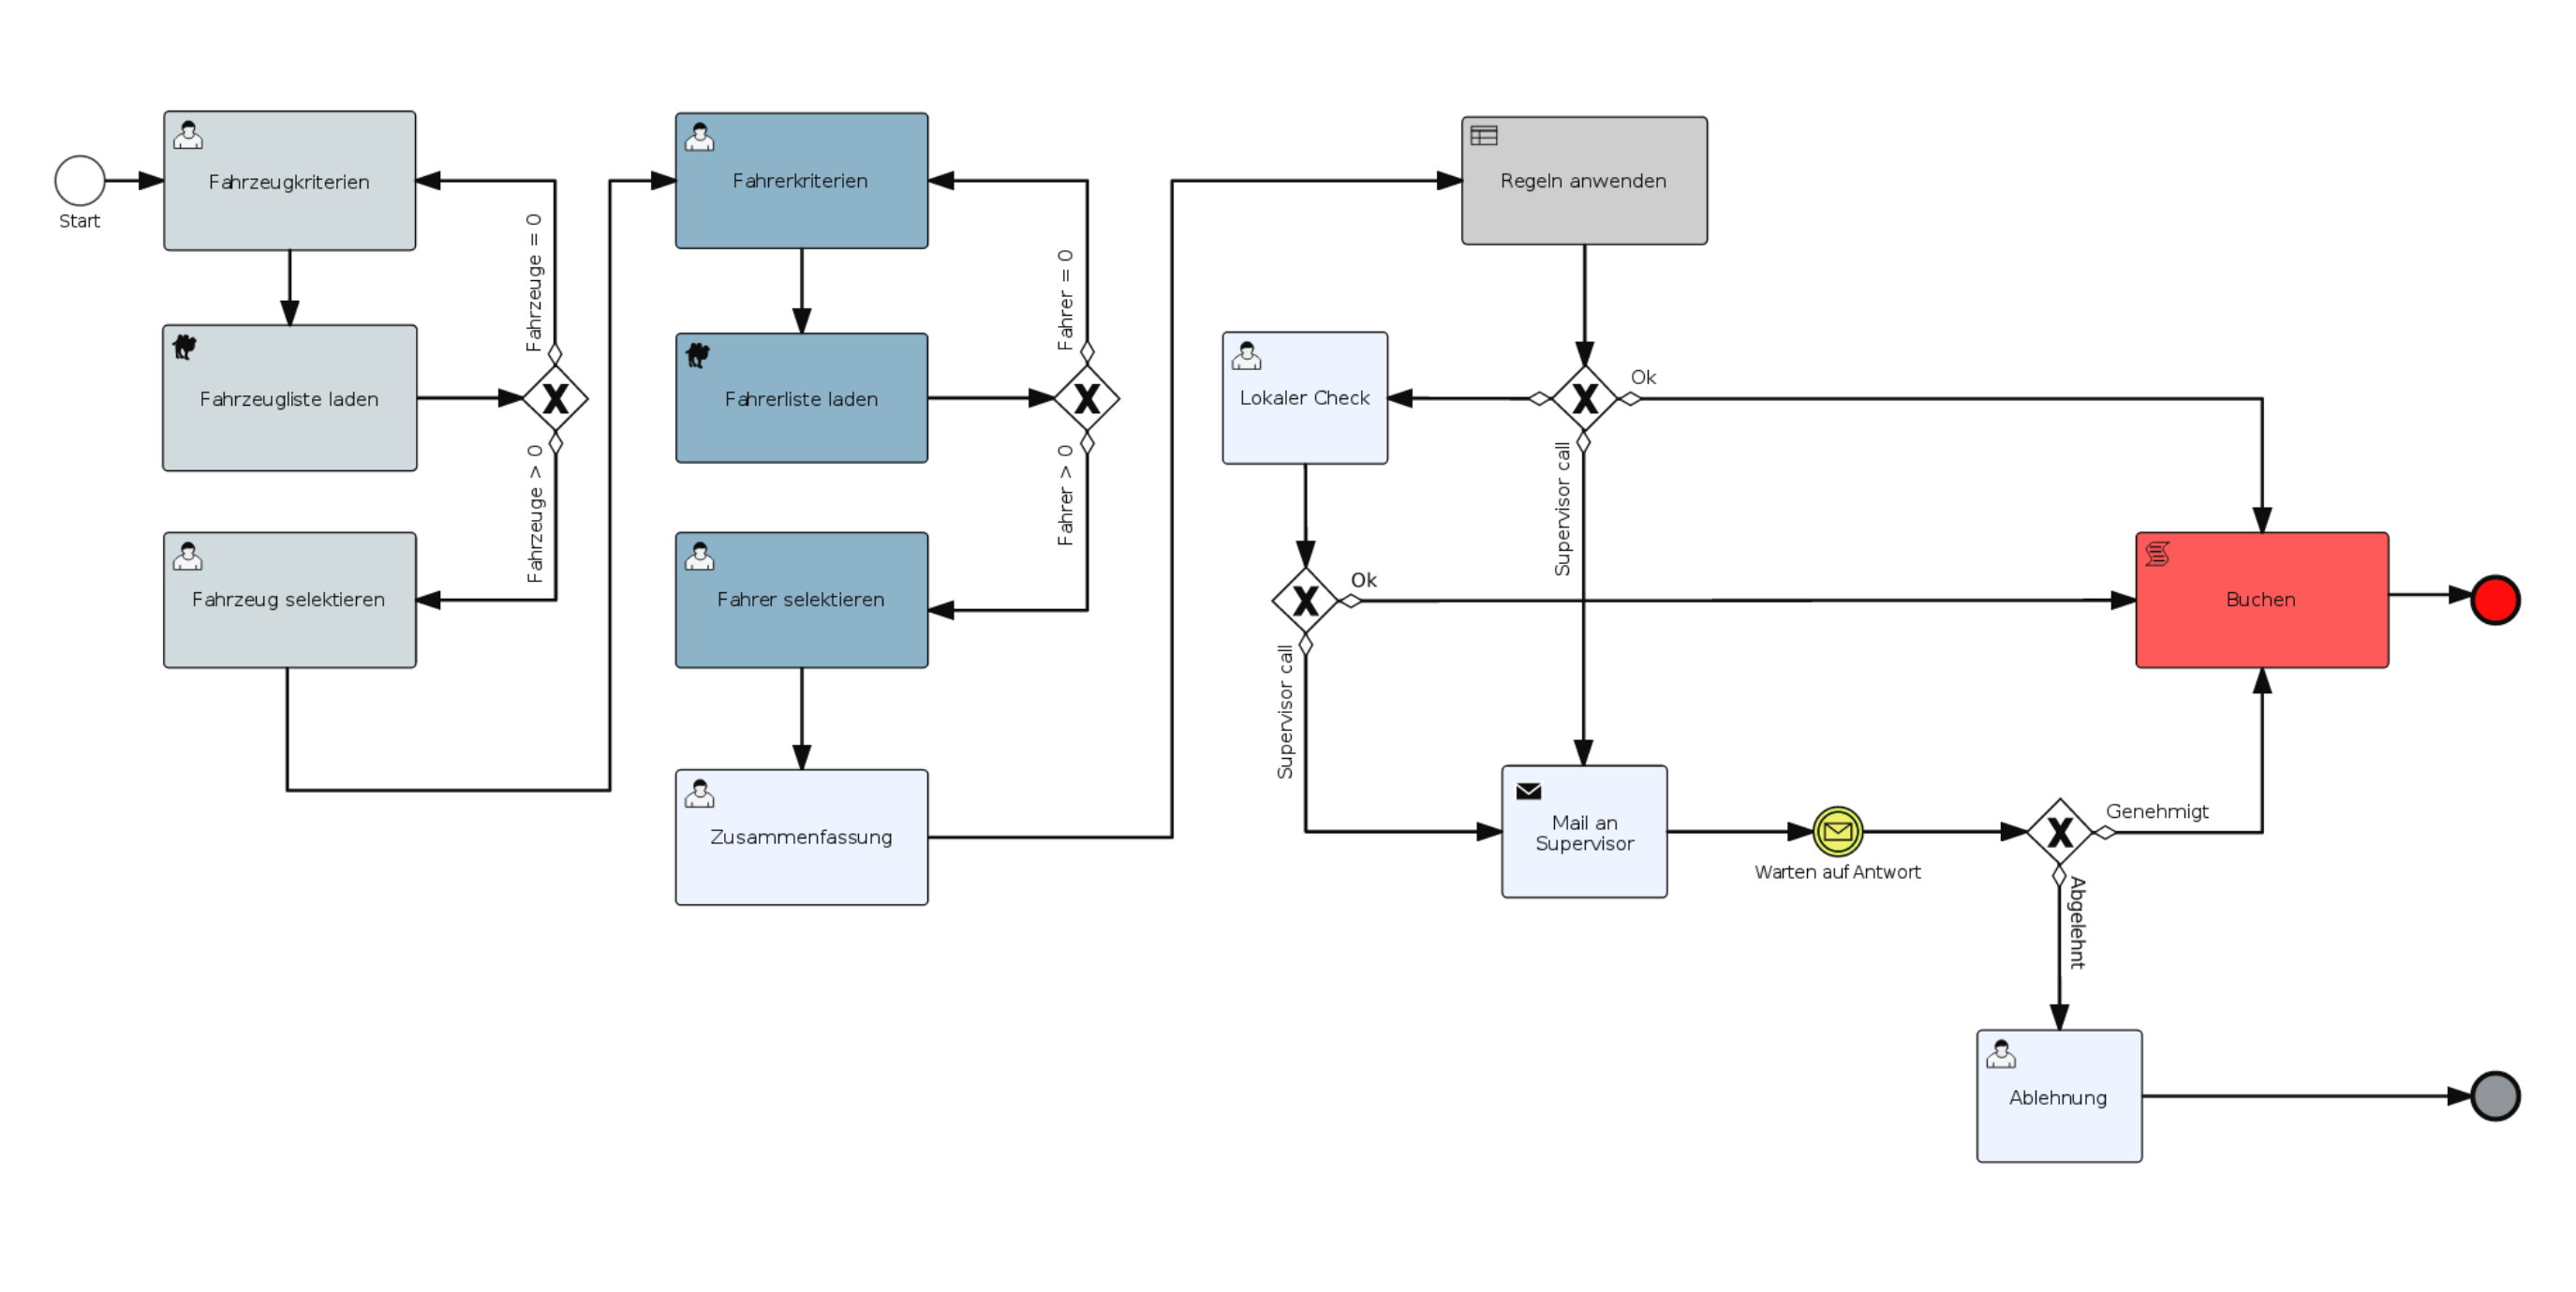 Start
Fahrzeugkriterien
Fahrzeuge = 0
Fahrzeugliste laden
Fahrzeuge > 0
Fahrzeug selektieren
Fahrerkriterien
Fahrer = 0
Fahrerliste laden
Fahrer > 0
Fahrer selektieren
Zusammenfassung
Regeln anwenden
Ok
Lokaler Check
Supervisor call
Ok
Supervisor call
Buchen
Mail an
Supervisor
Warten auf Antwort
Genehmigt
Abgelehnt
Ablehnung